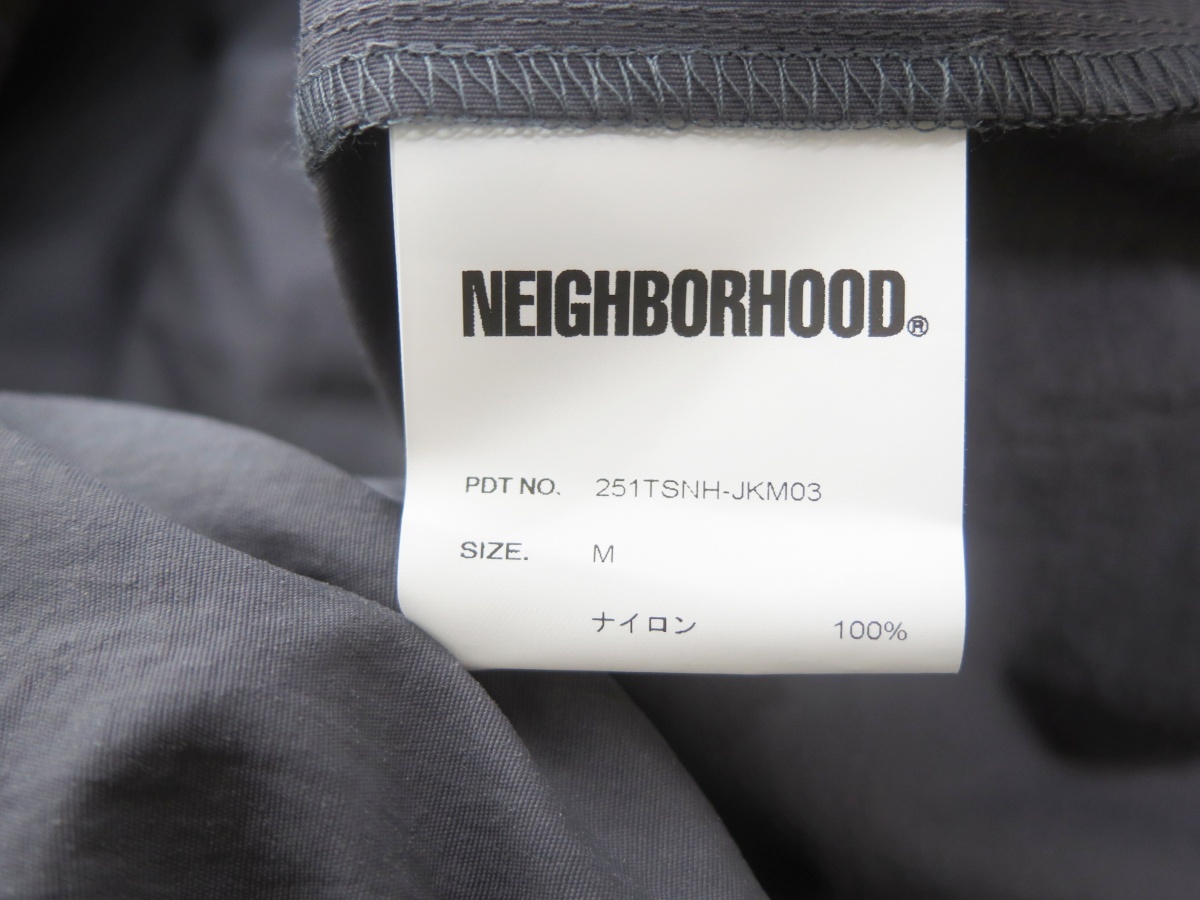 NEIGHBORHOOD®
PDT NO. 251TSNH-JKM03
SIZE. M
ナイロン 100%